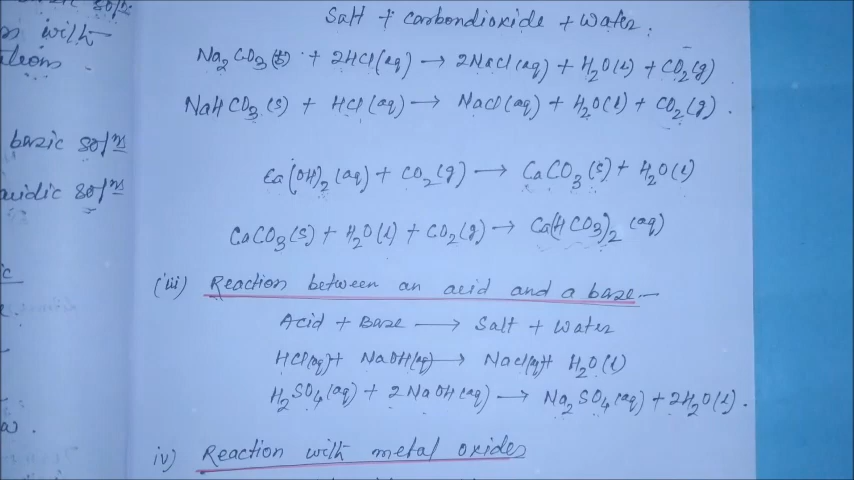 Salt + Carbondioxide + Water.
Na2CO3(s) + 2HCl(aq) → 2NaCl(aq) + H2O(l) + CO2(g)
NaHCO3(s) + HCl(aq) → NaCl(aq) + H2O(l) + CO2(g).
Ca(OH)2(aq) + CO2(g) → CaCO3(s) + H2O(l)
CaCO3(s) + H2O(l) + CO2(g) → Ca(HCO3)2 (aq)
(iii) Reaction between an acid and a base —
Acid + Base → Salt + Water
HCl(aq) + NaOH(aq) → NaCl(aq) + H2O(l)
H2SO4(aq) + 2NaOH(aq) → Na2SO4(aq) + 2H2O(l).
iv) Reaction with metal oxides
with
basic solns
acidic solns